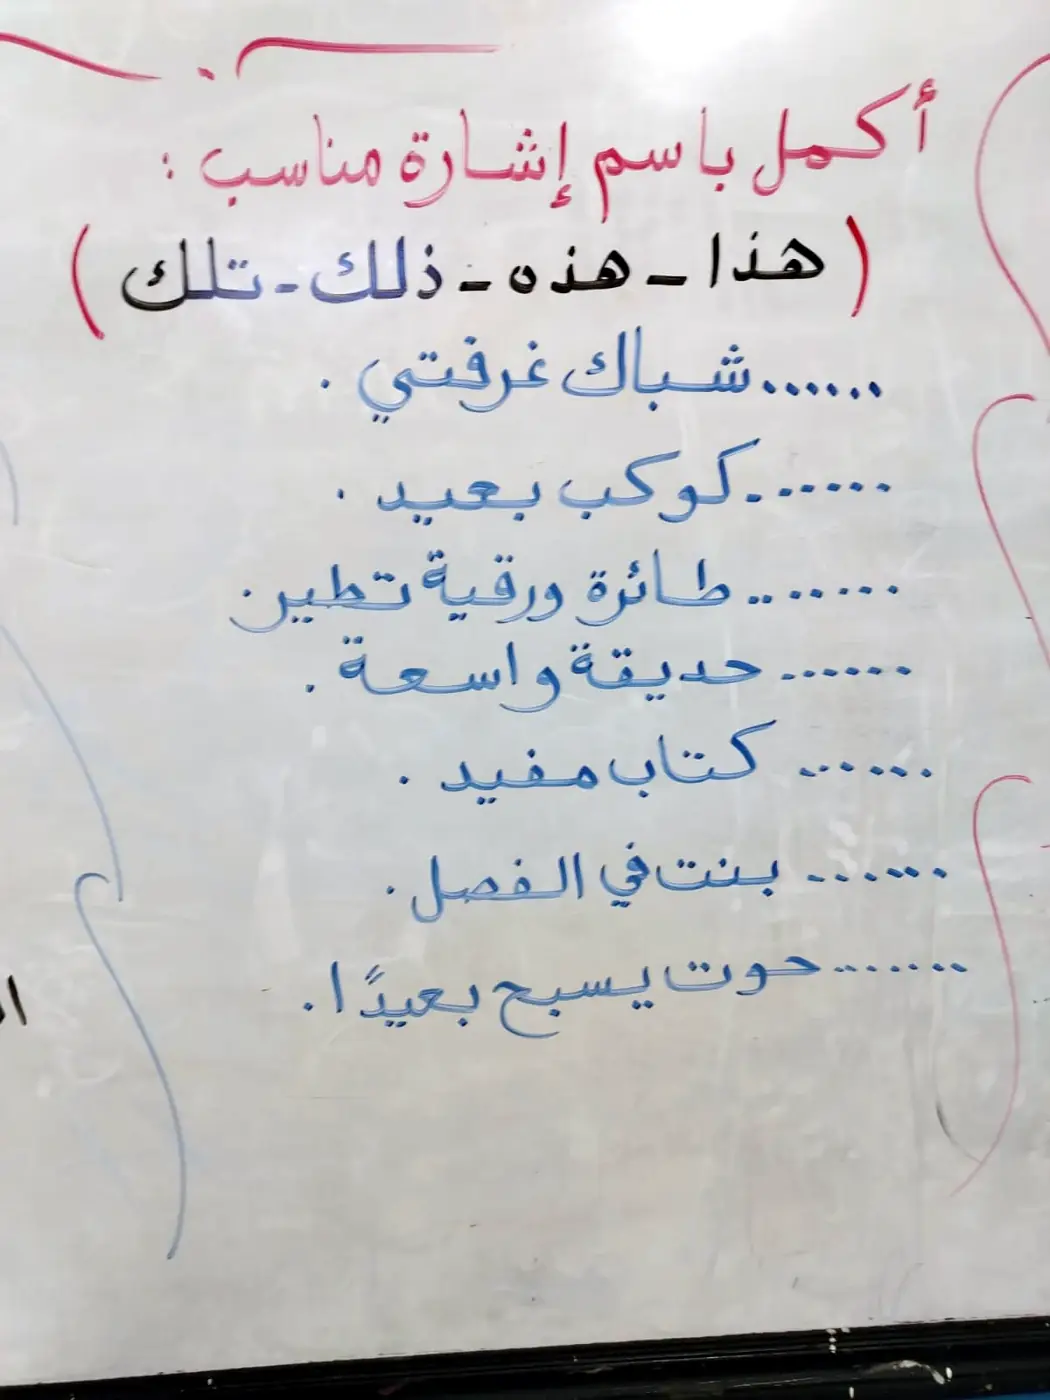 أكمل باسم إشارة مناسب :
( هذا - هذه - ذلك - تلك )
......شباك غرفتي .
.......كوكب بعيد .
........ طائرة ورقية تطير .
...... حديقة واسعة .
...... كتاب مفيد .
....... بنت في الفصل .
.......حوت يسبح بعيدًا .